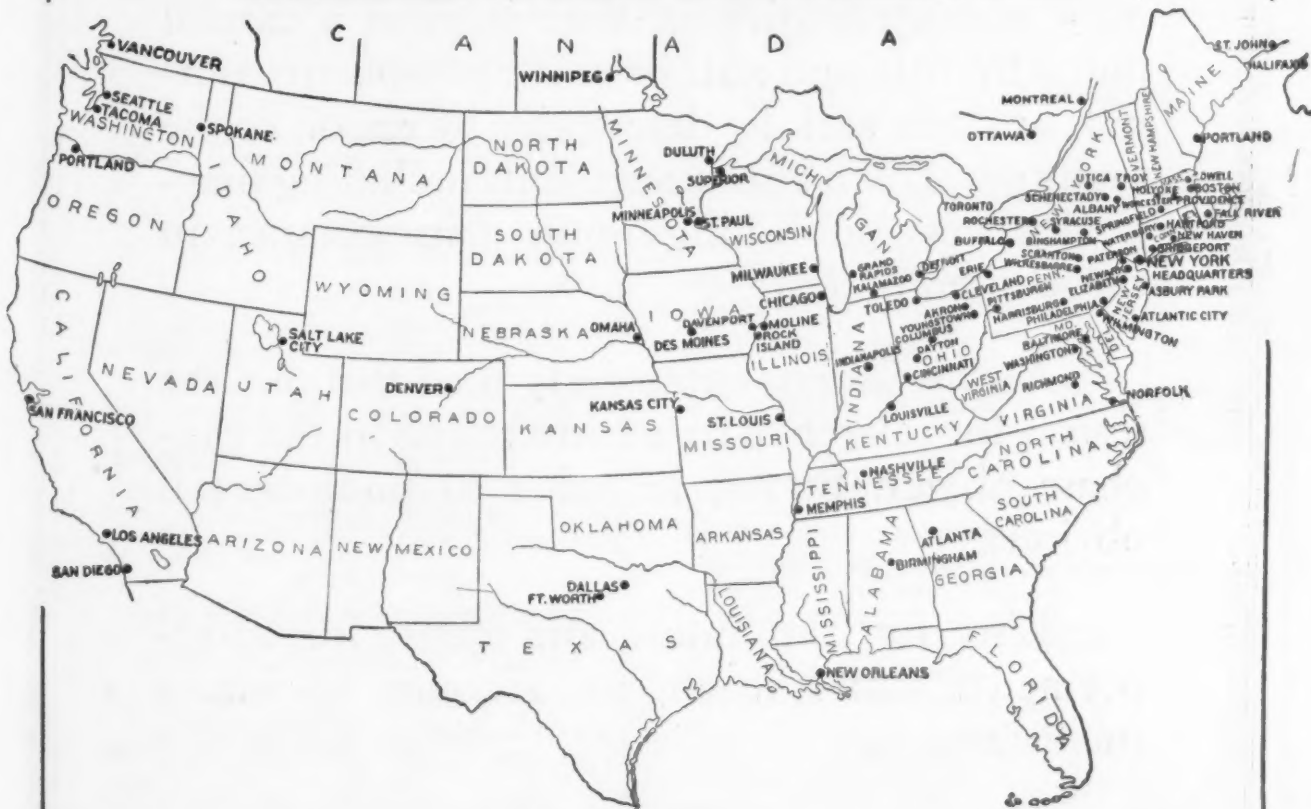 C A N A D A
VANCOUVER
WINNIPEG
ST. JOHN
HALIFAX
MONTREAL
OTTAWA
SEATTLE
TACOMA
WASHINGTON
SPOKANE
PORTLAND
OREGON
IDAHO
MONTANA
NORTH
DAKOTA
SOUTH
DAKOTA
MINNESOTA
DULUTH
SUPERIOR
MINNEAPOLIS
ST. PAUL
WISCONSIN
MICHIGAN
MAINE
PORTLAND
VERMONT
NEW HAMPSHIRE
NEW YORK
MASS
UTICA
TROY
SCHENECTADY
ALBANY
HOLYOKE
LOWELL
BOSTON
WORCESTER
PROVIDENCE
TORONTO
ROCHESTER
SYRACUSE
SPRINGFIELD
FALL RIVER
BUFFALO
BINGHAMPTON
WATERBURY
HARTFORD
CONN
NEW HAVEN
BRIDGEPORT
SCRANTON
PATERSON
NEW YORK
HEADQUARTERS
WILKESBARRE
NEWARK
ELIZABETH
ASBURY PARK
ERIE
PENN.
DETROIT
GRAND
RAPIDS
KALAMAZOO
MILWAUKEE
CHICAGO
TOLEDO
CLEVELAND
PITTSBURGH
AKRON
YOUNGSTOWN
HARRISBURG
PHILADELPHIA
NEW
JERSEY
ATLANTIC CITY
WILMINGTON
DEL
MD.
BALTIMORE
WASHINGTON
COLUMBUS
DAYTON
OHIO
CINCINNATI
INDIANAPOLIS
INDIANA
WYOMING
NEBRASKA
OMAHA
IOWA
DES MOINES
DAVENPORT
MOLINE
ROCK
ISLAND
ILLINOIS
WEST
VIRGINIA
RICHMOND
VIRGINIA
NORFOLK
CALIFORNIA
NEVADA
UTAH
SALT LAKE
CITY
SAN FRANCISCO
DENVER
COLORADO
KANSAS
KANSAS CITY
ST. LOUIS
MISSOURI
LOUISVILLE
KENTUCKY
NASHVILLE
TENNESSEE
MEMPHIS
NORTH
CAROLINA
SOUTH
CAROLINA
LOS ANGELES
SAN DIEGO
ARIZONA
NEW MEXICO
OKLAHOMA
ARKANSAS
MISSISSIPPI
ALABAMA
ATLANTA
BIRMINGHAM
GEORGIA
DALLAS
FT. WORTH
TEXAS
LOUISIANA
NEW ORLEANS
FLORIDA